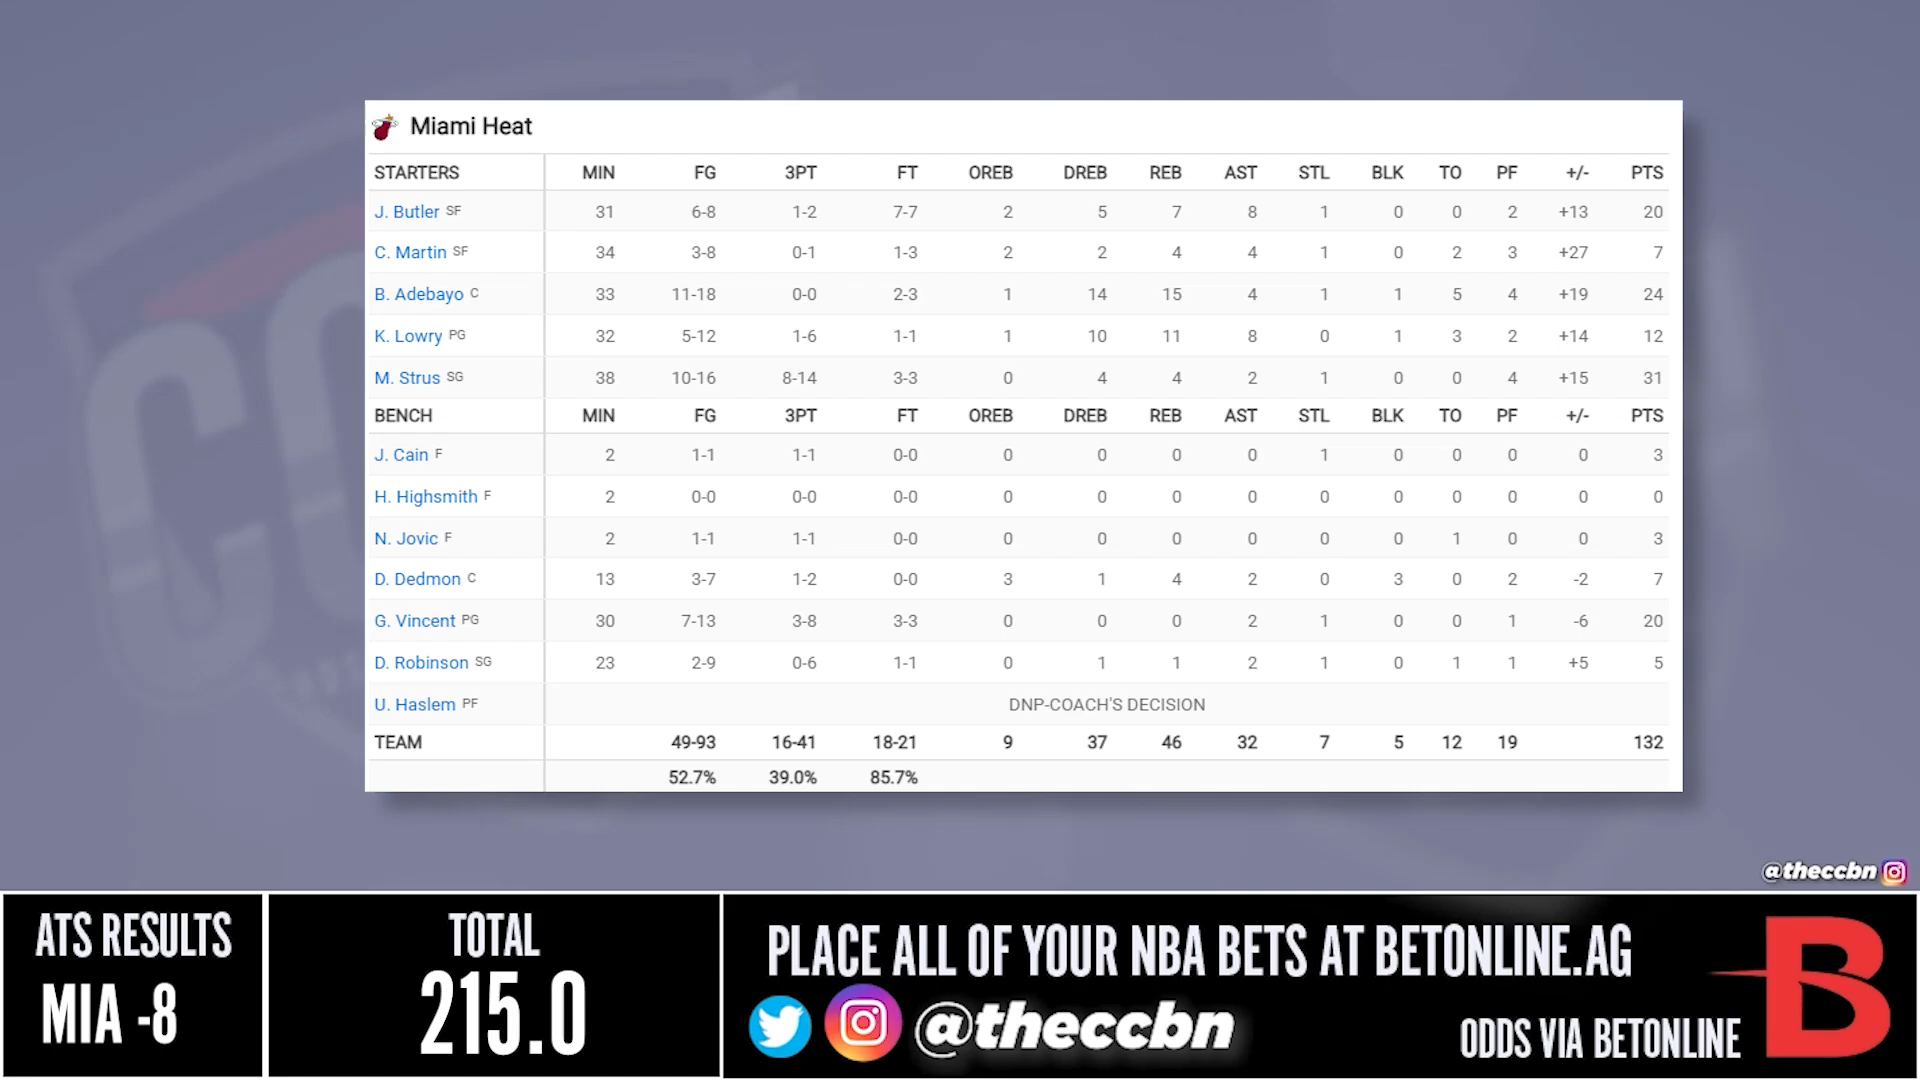 Miami Heat
STARTERS MIN FG 3PT FT OREB DREB REB AST STL BLK TO PF +/- PTS
J. Butler SF 31 6-8 1-2 7-7 2 5 7 8 1 0 0 2 +13 20
C. Martin SF 34 3-8 0-1 1-3 2 2 4 4 1 0 2 3 +27 7
B. Adebayo C 33 11-18 0-0 2-3 1 14 15 4 1 1 5 4 +19 24
K. Lowry PG 32 5-12 1-6 1-1 1 10 11 8 0 1 3 2 +14 12
M. Strus SG 38 10-16 8-14 3-3 0 4 4 2 1 0 0 4 +15 31
BENCH MIN FG 3PT FT OREB DREB REB AST STL BLK TO PF +/- PTS
J. Cain F 2 1-1 1-1 0-0 0 0 0 0 1 0 0 0 0 3
H. Highsmith F 2 0-0 0-0 0-0 0 0 0 0 0 0 0 0 0 0
N. Jovic F 2 1-1 1-1 0-0 0 0 0 0 0 0 1 0 0 3
D. Dedmon C 13 3-7 1-2 0-0 3 1 4 2 0 3 0 2 -2 7
G. Vincent PG 30 7-13 3-8 3-3 0 0 0 2 1 0 0 1 -6 20
D. Robinson SG 23 2-9 0-6 1-1 0 1 1 2 1 0 1 1 +5 5
U. Haslem PF DNP-COACH'S DECISION
TEAM 49-93 16-41 18-21 9 37 46 32 7 5 12 19 132
52.7% 39.0% 85.7%
@theccbn
ATS RESULTS
MIA -8
TOTAL
215.0
PLACE ALL OF YOUR NBA BETS AT BETONLINE.AG
@theccbn
ODDS VIA BETONLINE
B